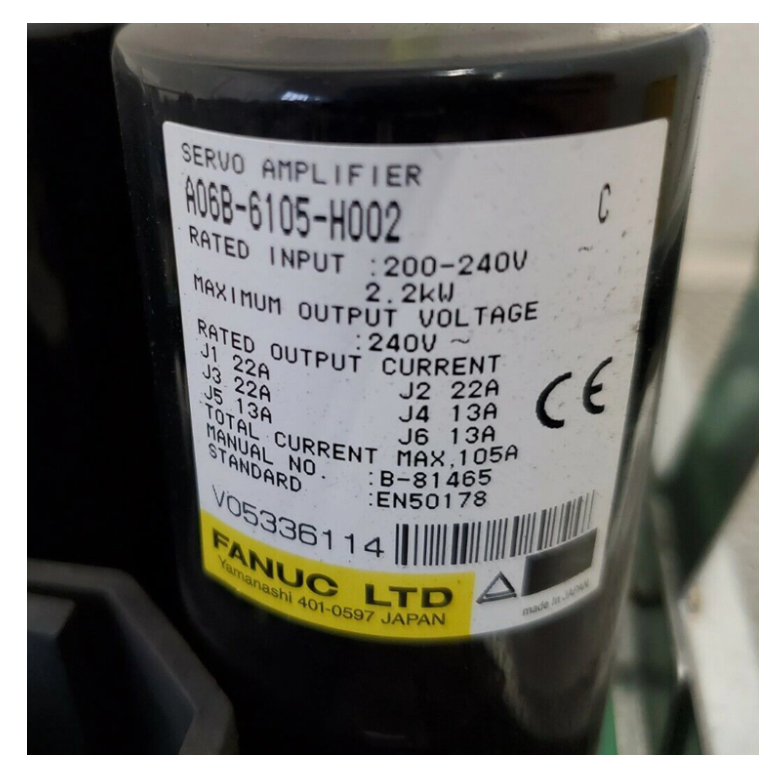 SERVO AMPLIFIER
A06B-6105-H002 C
RATED INPUT :200-240V ~
2.2kW
MAXIMUM OUTPUT VOLTAGE
:240V ~
RATED OUTPUT CURRENT
J1 22A J2 22A
J3 22A J4 13A
J5 13A J6 13A
TOTAL CURRENT MAX.105A
MANUAL NO. :B-81465
STANDARD :EN50178
CE
V05336114
FANUC LTD
Yamanashi 401-0597 JAPAN
made in JAPAN